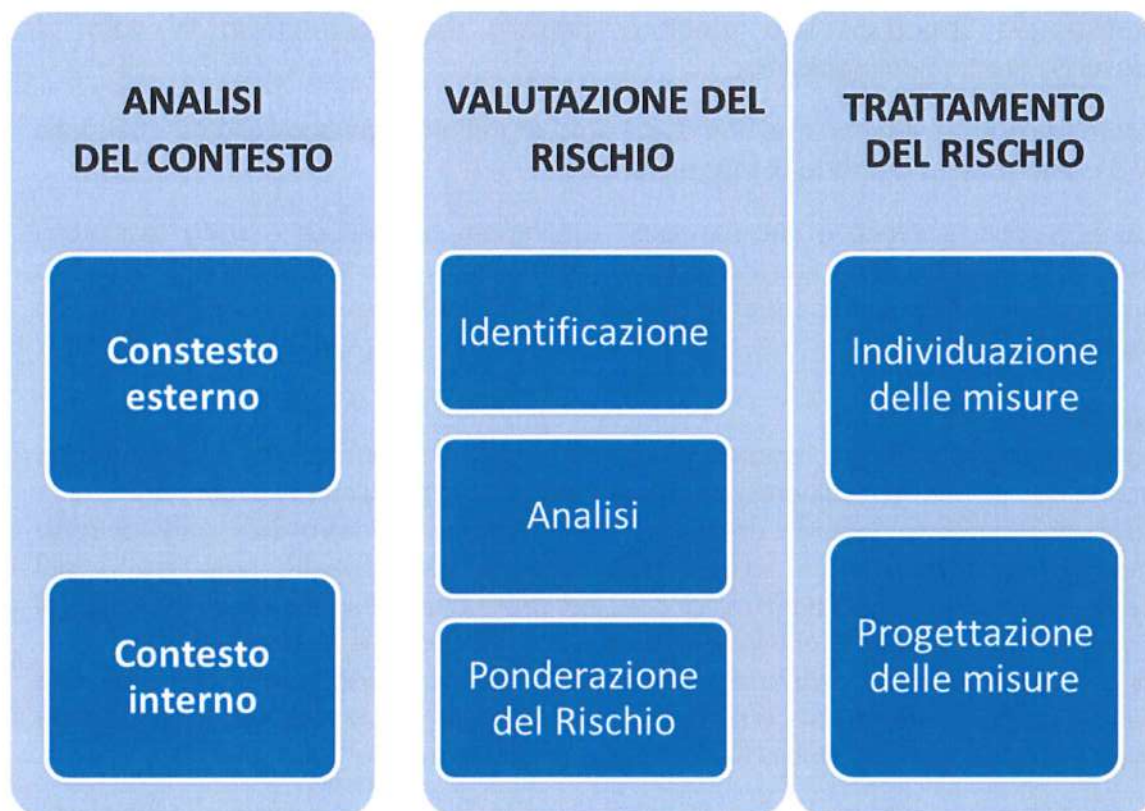 ANALISI
DEL CONTESTO
Constesto
esterno
Contesto
interno
VALUTAZIONE DEL
RISCHIO
Identificazione
Analisi
Ponderazione
del Rischio
TRATTAMENTO
DEL RISCHIO
Individuazione
delle misure
Progettazione
delle misure